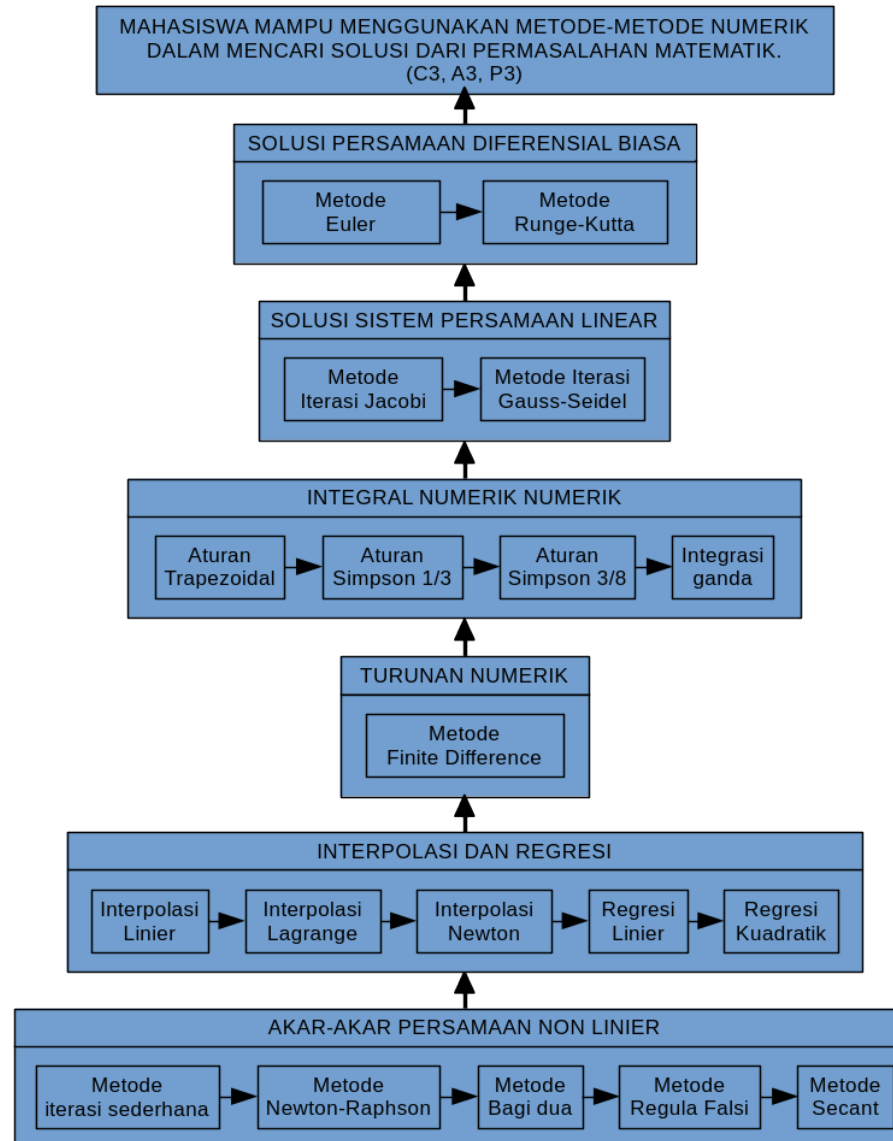 MAHASISWA MAMPU MENGGUNAKAN METODE-METODE NUMERIK
DALAM MENCARI SOLUSI DARI PERMASALAHAN MATEMATIK.
(C3, A3, P3)
SOLUSI PERSAMAAN DIFERENSIAL BIASA
Metode
Euler
Metode
Runge-Kutta
SOLUSI SISTEM PERSAMAAN LINEAR
Metode
Iterasi Jacobi
Metode Iterasi
Gauss-Seidel
INTEGRAL NUMERIK NUMERIK
Aturan
Trapezoidal
Aturan
Simpson 1/3
Aturan
Simpson 3/8
Integrasi
ganda
TURUNAN NUMERIK
Metode
Finite Difference
INTERPOLASI DAN REGRESI
Interpolasi
Linier
Interpolasi
Lagrange
Interpolasi
Newton
Regresi
Linier
Regresi
Kuadratik
AKAR-AKAR PERSAMAAN NON LINIER
Metode
iterasi sederhana
Metode
Newton-Raphson
Metode
Bagi dua
Metode
Regula Falsi
Metode
Secant